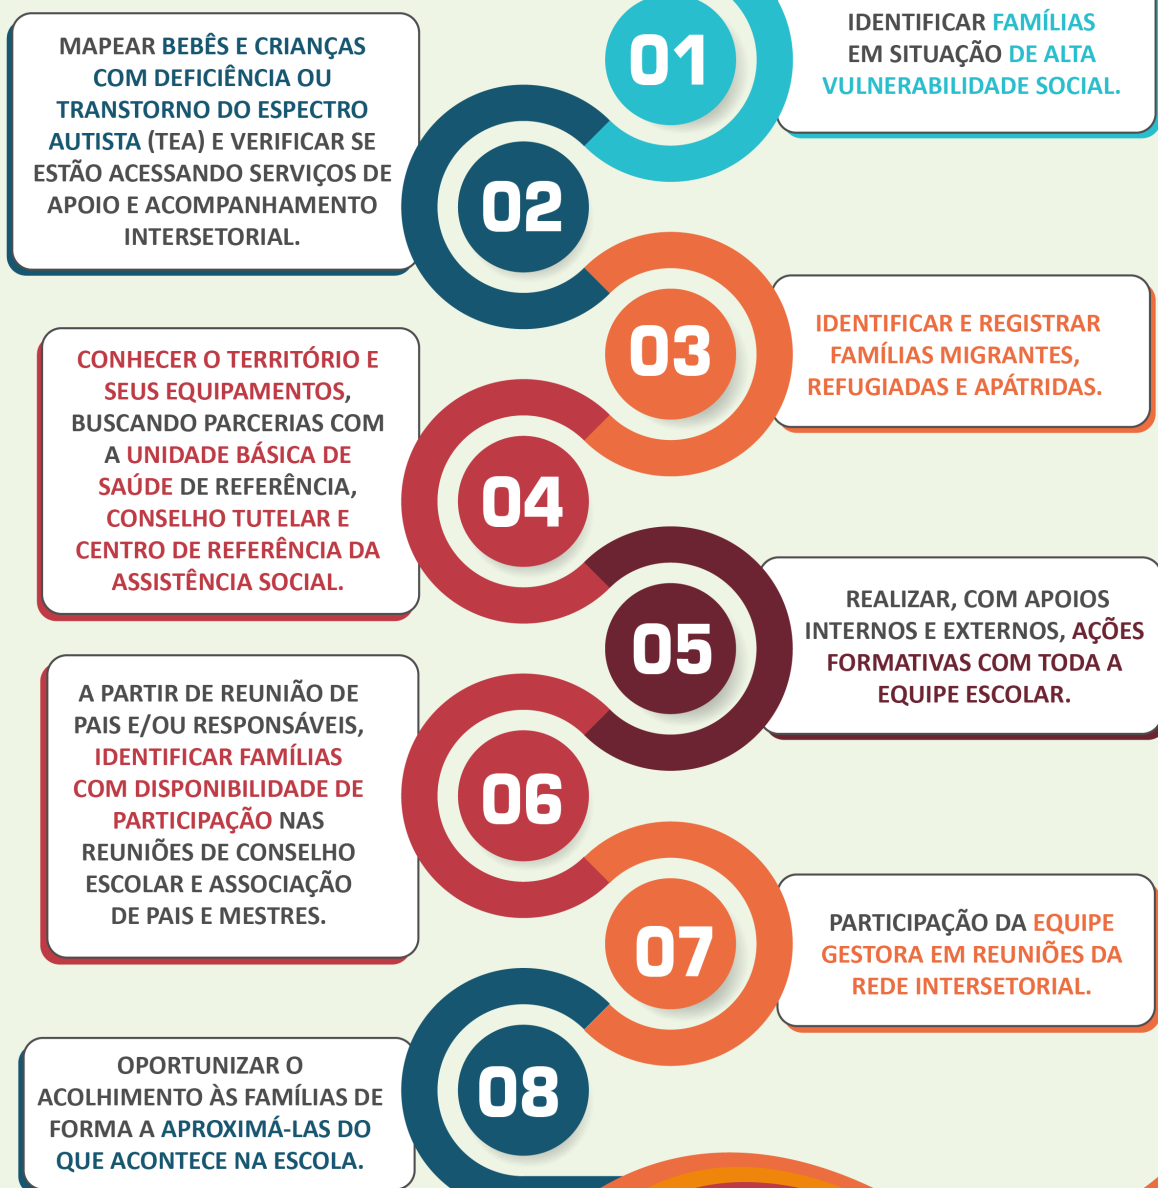 01
IDENTIFICAR FAMÍLIAS
EM SITUAÇÃO DE ALTA
VULNERABILIDADE SOCIAL.
MAPEAR BEBÊS E CRIANÇAS
COM DEFICIÊNCIA OU
TRANSTORNO DO ESPECTRO
AUTISTA (TEA) E VERIFICAR SE
ESTÃO ACESSANDO SERVIÇOS DE
APOIO E ACOMPANHAMENTO
INTERSETORIAL.
02
03
IDENTIFICAR E REGISTRAR
FAMÍLIAS MIGRANTES,
REFUGIADAS E APÁTRIDAS.
CONHECER O TERRITÓRIO E
SEUS EQUIPAMENTOS,
BUSCANDO PARCERIAS COM
A UNIDADE BÁSICA DE
SAÚDE DE REFERÊNCIA,
CONSELHO TUTELAR E
CENTRO DE REFERÊNCIA DA
ASSISTÊNCIA SOCIAL.
04
05
REALIZAR, COM APOIOS
INTERNOS E EXTERNOS, AÇÕES
FORMATIVAS COM TODA A
EQUIPE ESCOLAR.
A PARTIR DE REUNIÃO DE
PAIS E/OU RESPONSÁVEIS,
IDENTIFICAR FAMÍLIAS
COM DISPONIBILIDADE DE
PARTICIPAÇÃO NAS
REUNIÕES DE CONSELHO
ESCOLAR E ASSOCIAÇÃO
DE PAIS E MESTRES.
06
07
PARTICIPAÇÃO DA EQUIPE
GESTORA EM REUNIÕES DA
REDE INTERSETORIAL.
OPORTUNIZAR O
ACOLHIMENTO ÀS FAMÍLIAS DE
FORMA A APROXIMÁ-LAS DO
QUE ACONTECE NA ESCOLA.
08